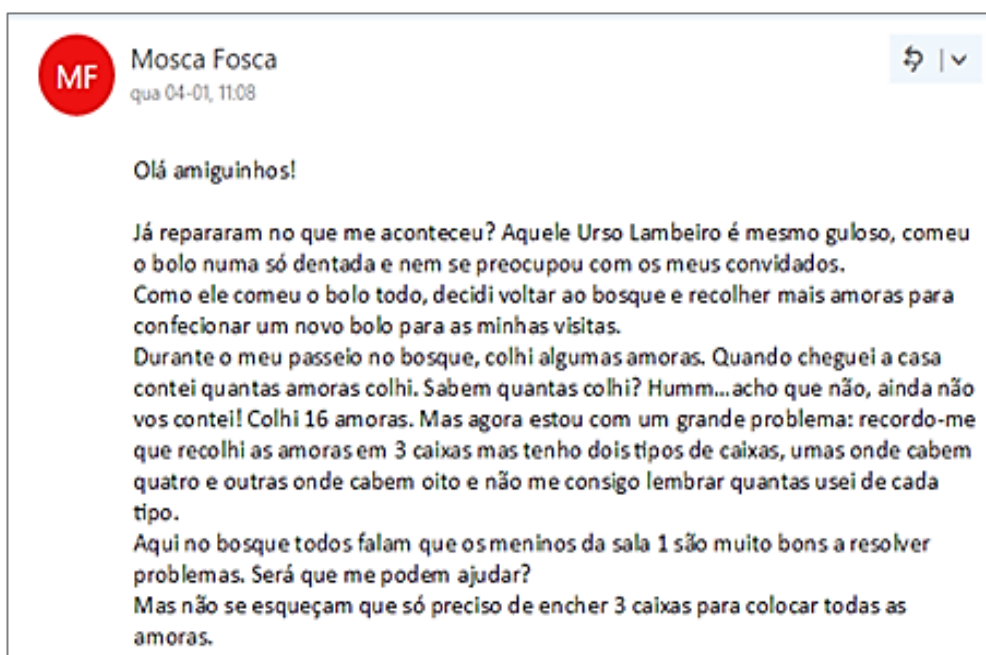 MF
Mosca Fosca
qua 04-01, 11:08
Olá amiguinhos!
Já repararam no que me aconteceu? Aquele Urso Lambeiro é mesmo guloso, comeu
o bolo numa só dentada e nem se preocupou com os meus convidados.
Como ele comeu o bolo todo, decidi voltar ao bosque e recolher mais amoras para
confecionar um novo bolo para as minhas visitas.
Durante o meu passeio no bosque, colhi algumas amoras. Quando cheguei a casa
contei quantas amoras colhi. Sabem quantas colhi? Humm...acho que não, ainda não
vos contei! Colhi 16 amoras. Mas agora estou com um grande problema: recordo-me
que recolhi as amoras em 3 caixas mas tenho dois tipos de caixas, umas onde cabem
quatro e outras onde cabem oito e não me consigo lembrar quantas usei de cada
tipo.
Aqui no bosque todos falam que os meninos da sala 1 são muito bons a resolver
problemas. Será que me podem ajudar?
Mas não se esqueçam que só preciso de encher 3 caixas para colocar todas as
amoras.